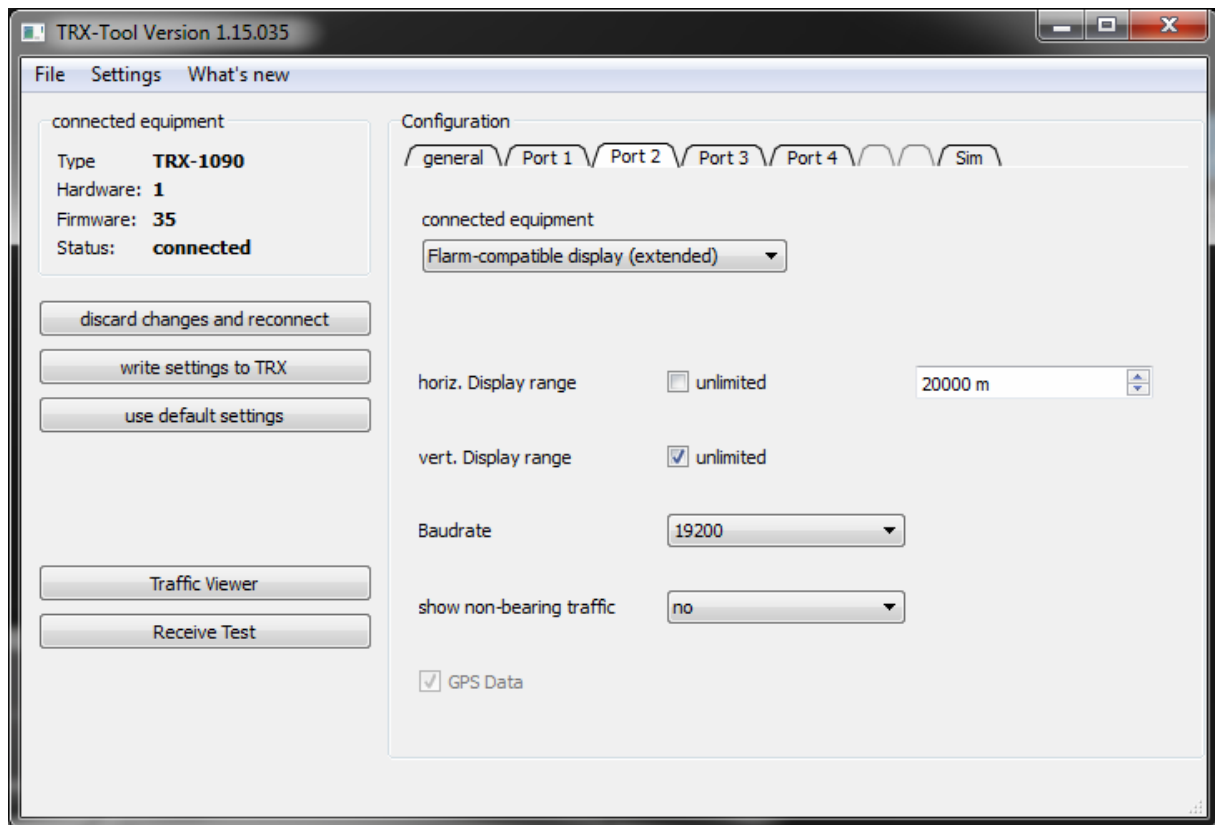 TRX-Tool Version 1.15.035
File Settings What's new
connected equipment
Type TRX-1090
Hardware: 1
Firmware: 35
Status: connected
discard changes and reconnect
write settings to TRX
use default settings
Traffic Viewer
Receive Test
Configuration
general Port 1 Port 2 Port 3 Port 4 Sim
connected equipment
Flarm-compatible display (extended)
horiz. Display range unlimited 20000 m
vert. Display range unlimited
Baudrate 19200
show non-bearing traffic no
GPS Data